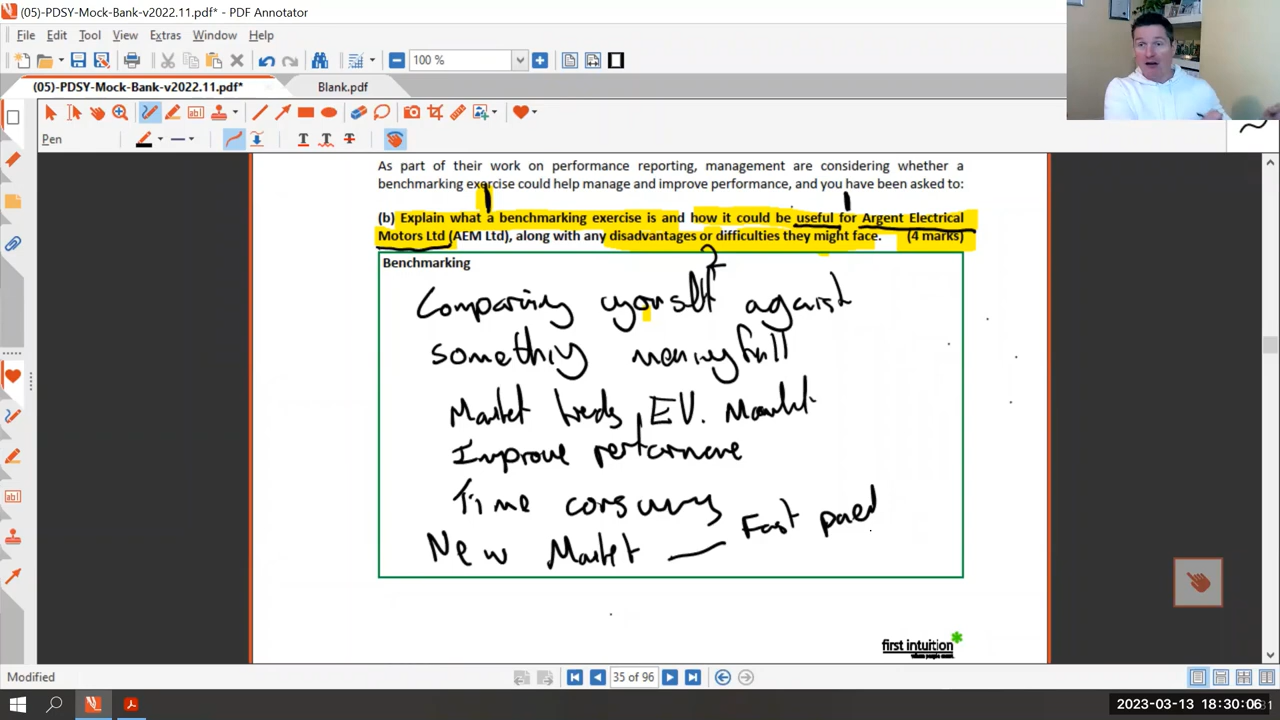 (05)-PDSY-Mock-Bank-v2022.11.pdf* - PDF Annotator
File Edit Tool View Extras Window Help
100 %
(05)-PDSY-Mock-Bank-v2022.11.pdf* Blank.pdf
Pen
As part of their work on performance reporting, management are considering whether a
benchmarking exercise could help manage and improve performance, and you have been asked to:
1 1
(b) Explain what a benchmarking exercise is and how it could be useful for Argent Electrical
Motors Ltd (AEM Ltd), along with any disadvantages or difficulties they might face. (4 marks)
2
Benchmarking
Comparing yourself against
something meaningfull
Market trends, EV. Market
Improve performance
Time consuming
New Market — Fast paced
first intuition
Modified
35 of 96
2023-03-13 18:30:06